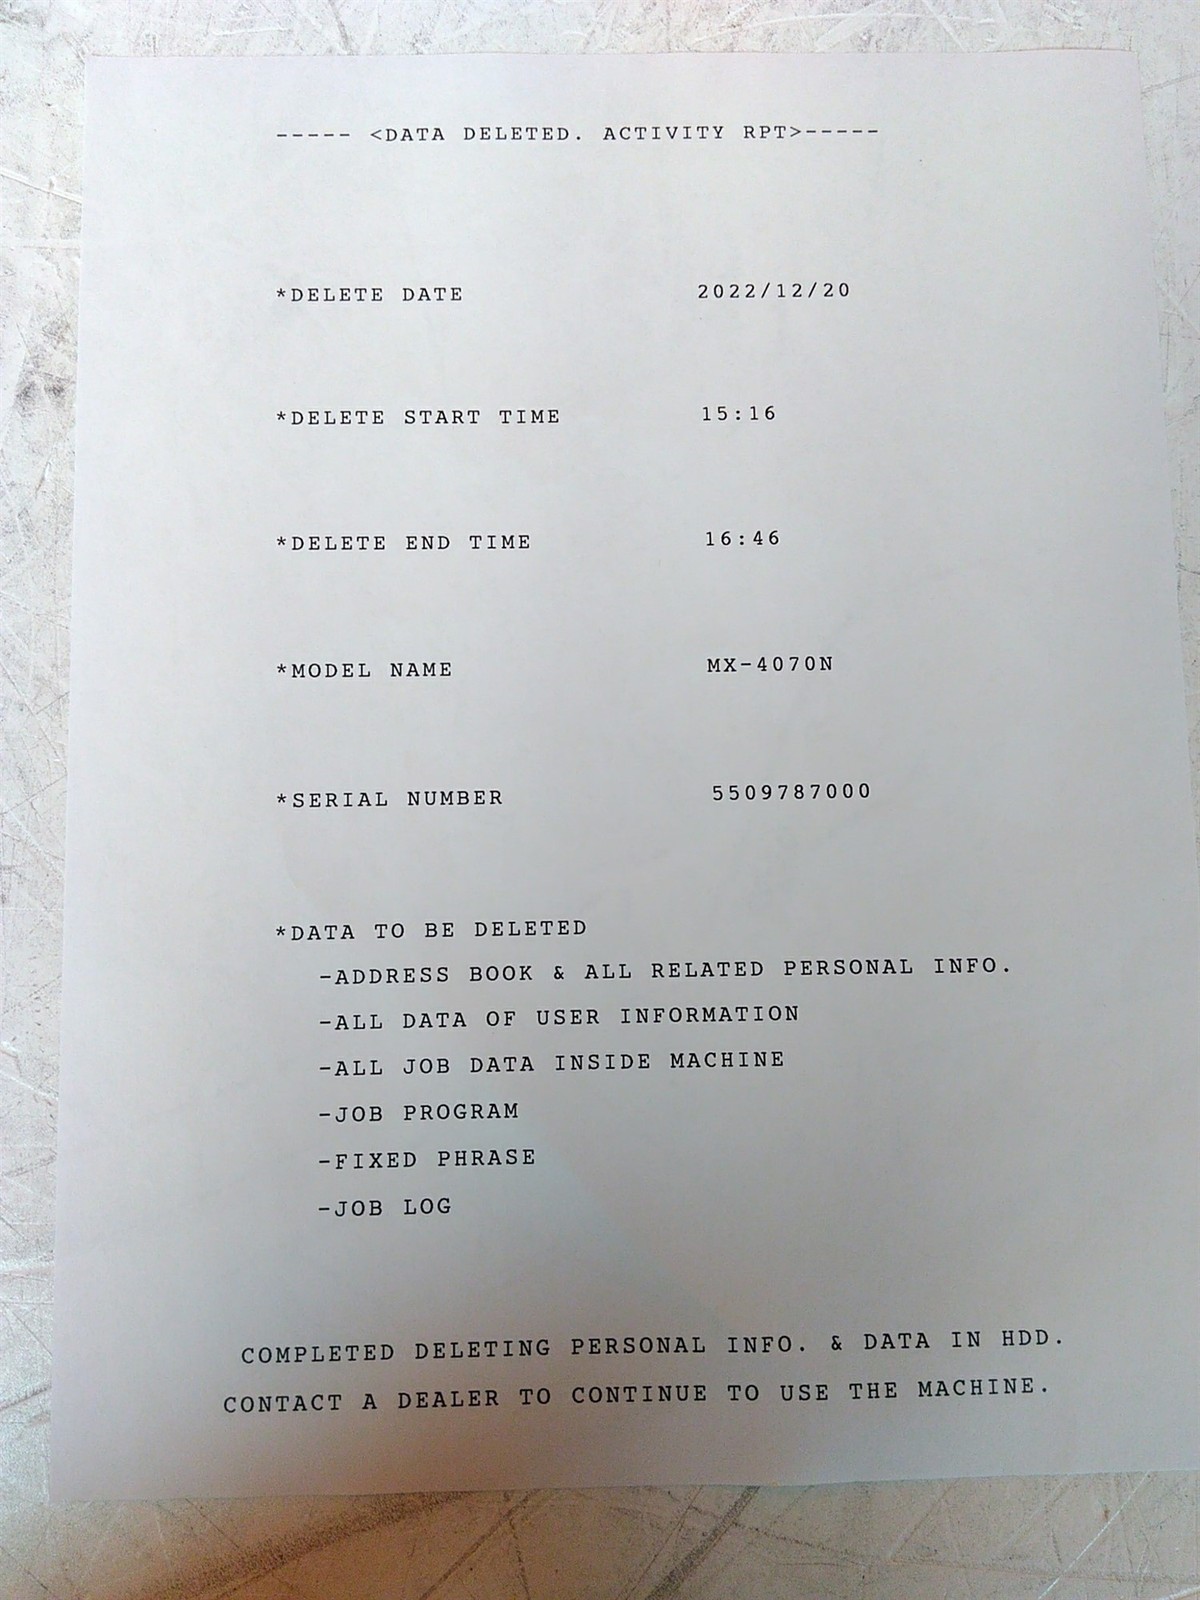 ----- <DATA DELETED. ACTIVITY RPT>-----
*DELETE DATE 2022/12/20
*DELETE START TIME 15:16
*DELETE END TIME 16:46
*MODEL NAME MX-4070N
*SERIAL NUMBER 5509787000
*DATA TO BE DELETED
-ADDRESS BOOK & ALL RELATED PERSONAL INFO.
-ALL DATA OF USER INFORMATION
-ALL JOB DATA INSIDE MACHINE
-JOB PROGRAM
-FIXED PHRASE
-JOB LOG
COMPLETED DELETING PERSONAL INFO. & DATA IN HDD.
CONTACT A DEALER TO CONTINUE TO USE THE MACHINE.